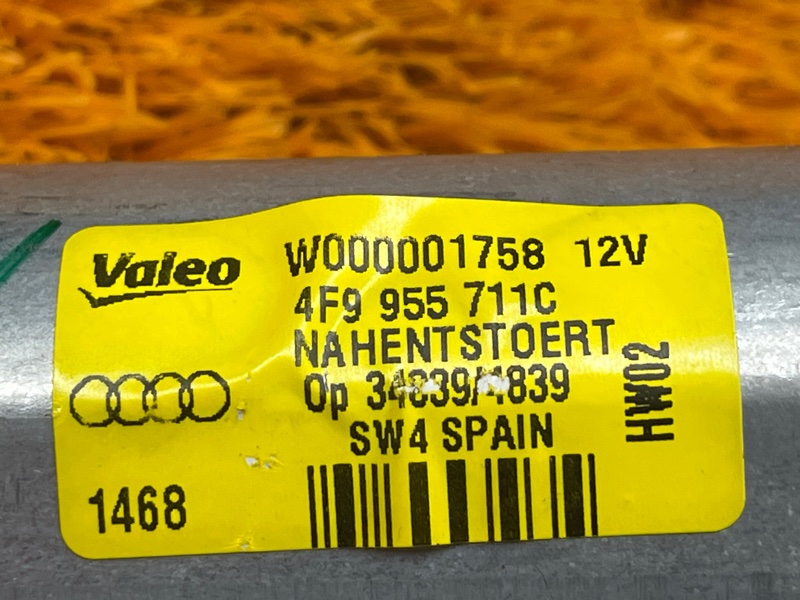 Valeo
W000001758 12V
4F9 955 711C
NAHENTSTOERT
Op 34839/4839
SW4 SPAIN
HW02
1468